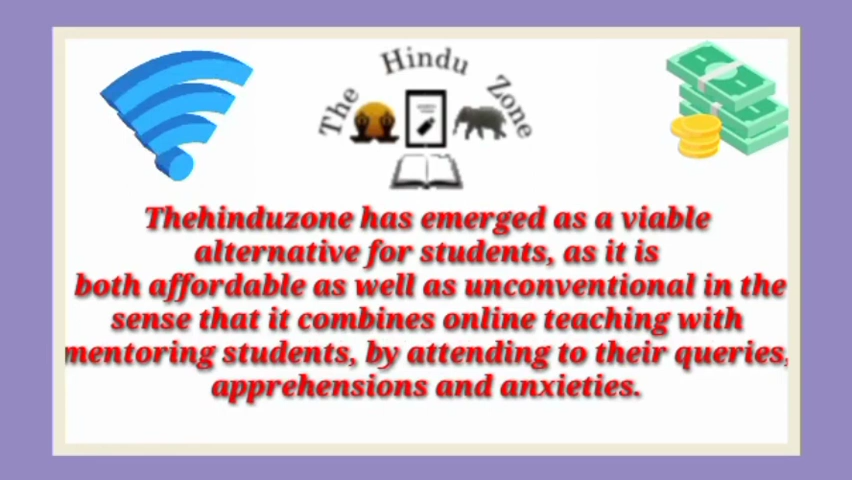 The Hindu Zone
Thehinduzone has emerged as a viable
alternative for students, as it is
both affordable as well as unconventional in the
sense that it combines online teaching with
mentoring students, by attending to their queries,
apprehensions and anxieties.